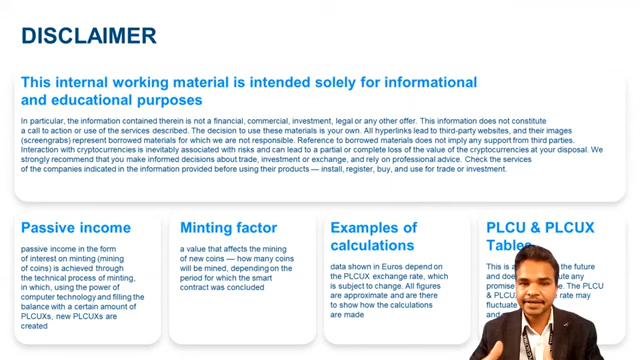 DISCLAIMER
This internal working material is intended solely for informational
and educational purposes
In particular, the information contained therein is not a financial, commercial, investment, legal or any other offer. This information does not constitute
a call to action or use of the services described. The decision to use these materials is your own. All hyperlinks lead to third-party websites, and their images
(screengrabs) represent borrowed materials for which we are not responsible. Reference to borrowed materials does not imply any support from third parties.
Interaction with cryptocurrencies is inevitably associated with risks and can lead to a partial or complete loss of the value of the cryptocurrencies at your disposal. We
strongly recommend that you make informed decisions about trade, investment or exchange, and rely on professional advice. Check the services
of the companies indicated in the information provided before using their products — install, register, buy, and use for trade or investment.
Passive income
passive income in the form
of interest on minting (mining
of coins) is achieved through
the technical process of minting,
in which, using the power of
computer technology and filling the
balance with a certain amount of
PLCUXs, new PLCUXs are
created
Minting factor
a value that affects the mining
of new coins — how many coins
will be mined, depending on the
period for which the smart
contract was concluded
Examples of
calculations
data shown in Euros depend on
the PLCUX exchange rate, which
is subject to change. All figures
are approximate and are there
to show how the calculations
are made
PLCU & PLCUX
Tables
This is a the future
and does ute any
promise e. The PLCU
& PLCUX rate may
fluctuate